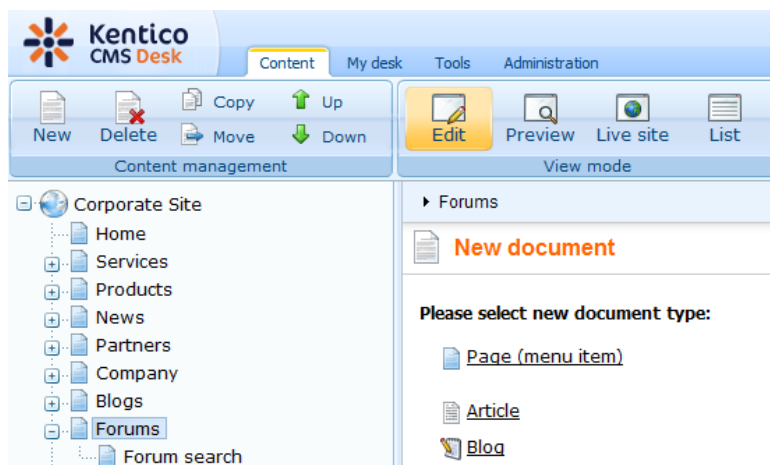 Kentico
CMS Desk
Content My desk Tools Administration
New Delete Copy Move Up Down
Content management
Edit Preview Live site List
View mode
Corporate Site
Home
Services
Products
News
Partners
Company
Blogs
Forums
Forum search
Forums
New document
Please select new document type:
Page (menu item)
Article
Blog